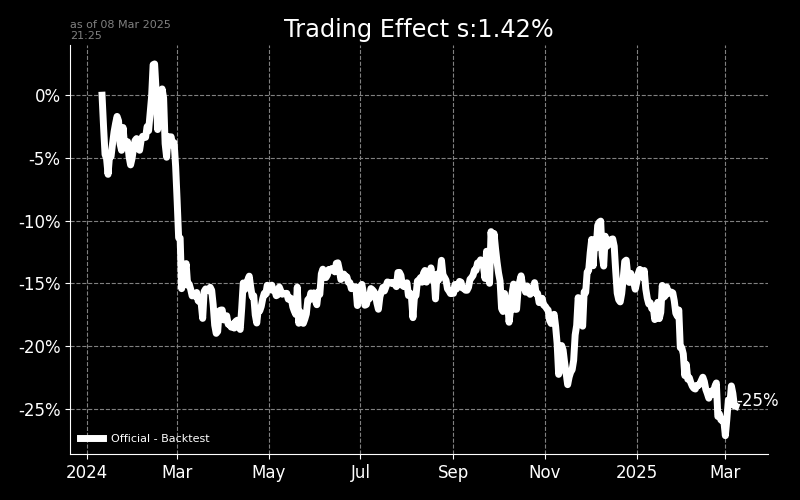 as of 08 Mar 2025
21:25
Trading Effect s:1.42%
0%
-5%
-10%
-15%
-20%
-25%
-25%
Official - Backtest
2024 Mar May Jul Sep Nov 2025 Mar